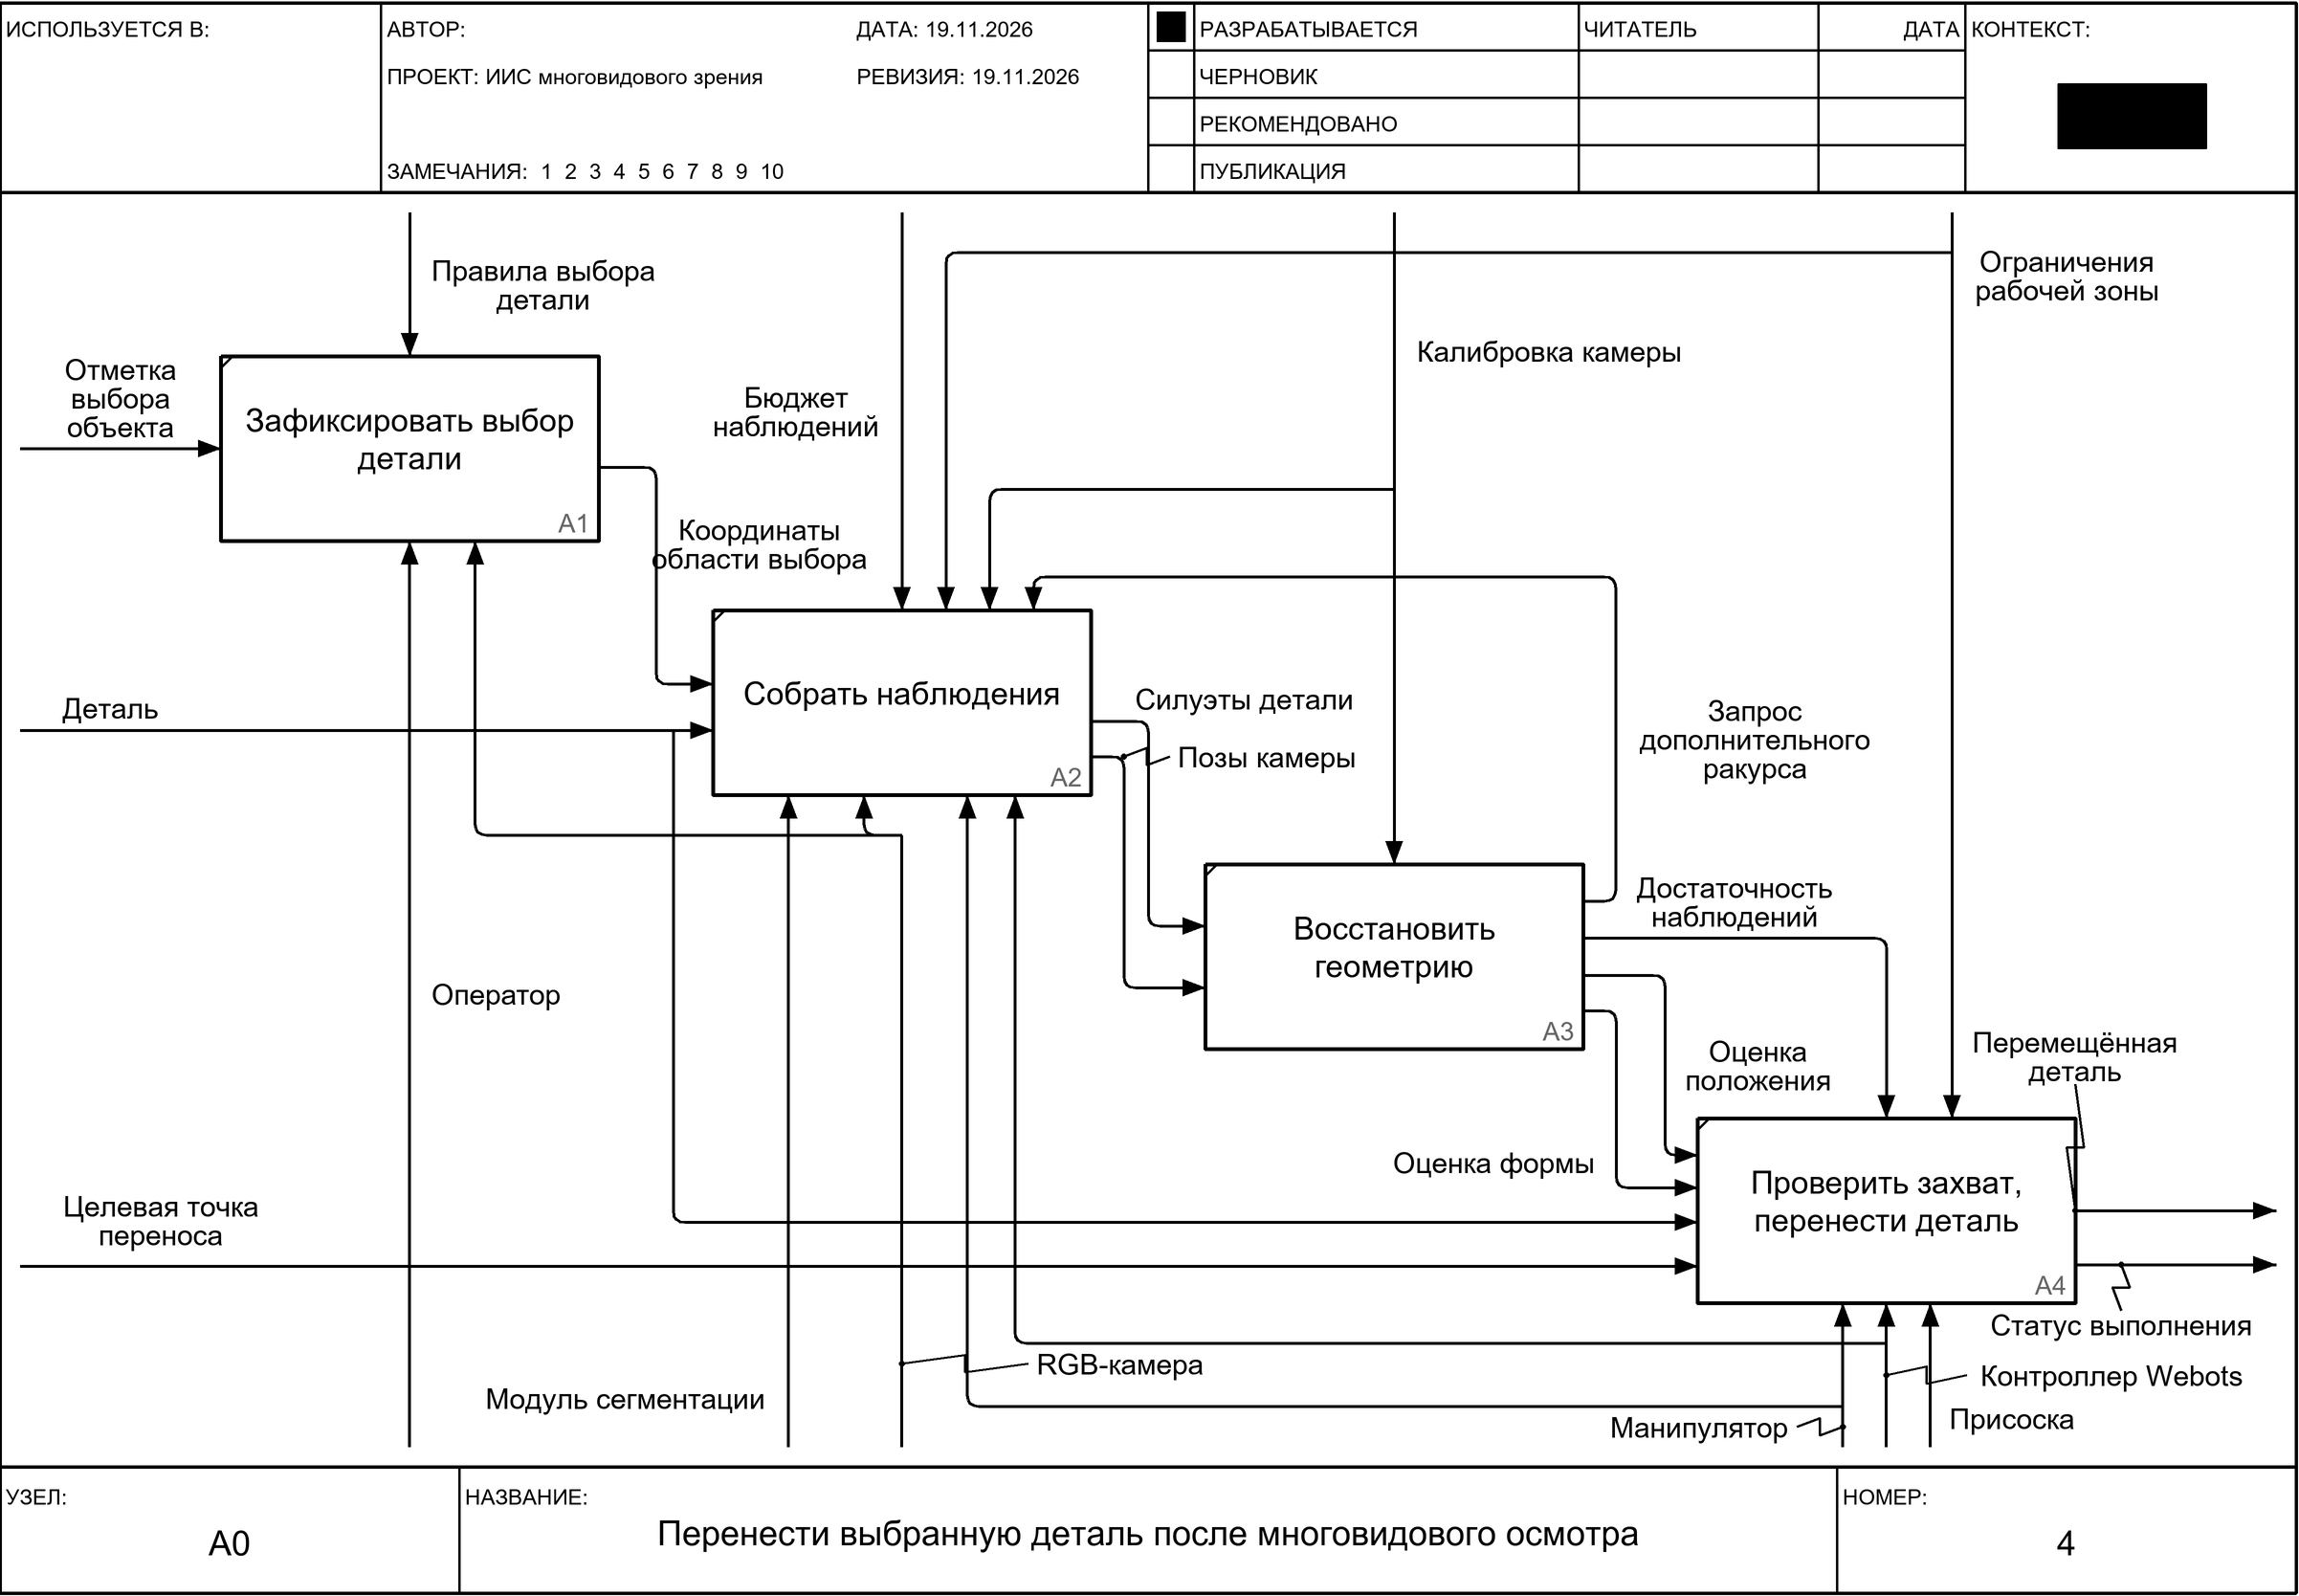 ИСПОЛЬЗУЕТСЯ В:
АВТОР:
ДАТА: 19.11.2026
ПРОЕКТ: ИИС многовидового зрения
РЕВИЗИЯ: 19.11.2026
ЗАМЕЧАНИЯ: 1 2 3 4 5 6 7 8 9 10
РАЗРАБАТЫВАЕТСЯ
ЧЕРНОВИК
РЕКОМЕНДОВАНО
ПУБЛИКАЦИЯ
ЧИТАТЕЛЬ
ДАТА
КОНТЕКСТ:
Правила выбора
детали
Ограничения
рабочей зоны
Калибровка камеры
Отметка
выбора
объекта
Зафиксировать выбор
детали
A1
Бюджет
наблюдений
Координаты
области выбора
Деталь
Собрать наблюдения
A2
Силуэты детали
Позы камеры
Запрос
дополнительного
ракурса
Восстановить
геометрию
A3
Достаточность
наблюдений
Оператор
Оценка
положения
Перемещённая
деталь
Оценка формы
Целевая точка
переноса
Проверить захват,
перенести деталь
A4
Статус выполнения
RGB-камера
Контроллер Webots
Модуль сегментации
Манипулятор
Присоска
УЗЕЛ:
A0
НАЗВАНИЕ:
Перенести выбранную деталь после многовидового осмотра
НОМЕР:
4